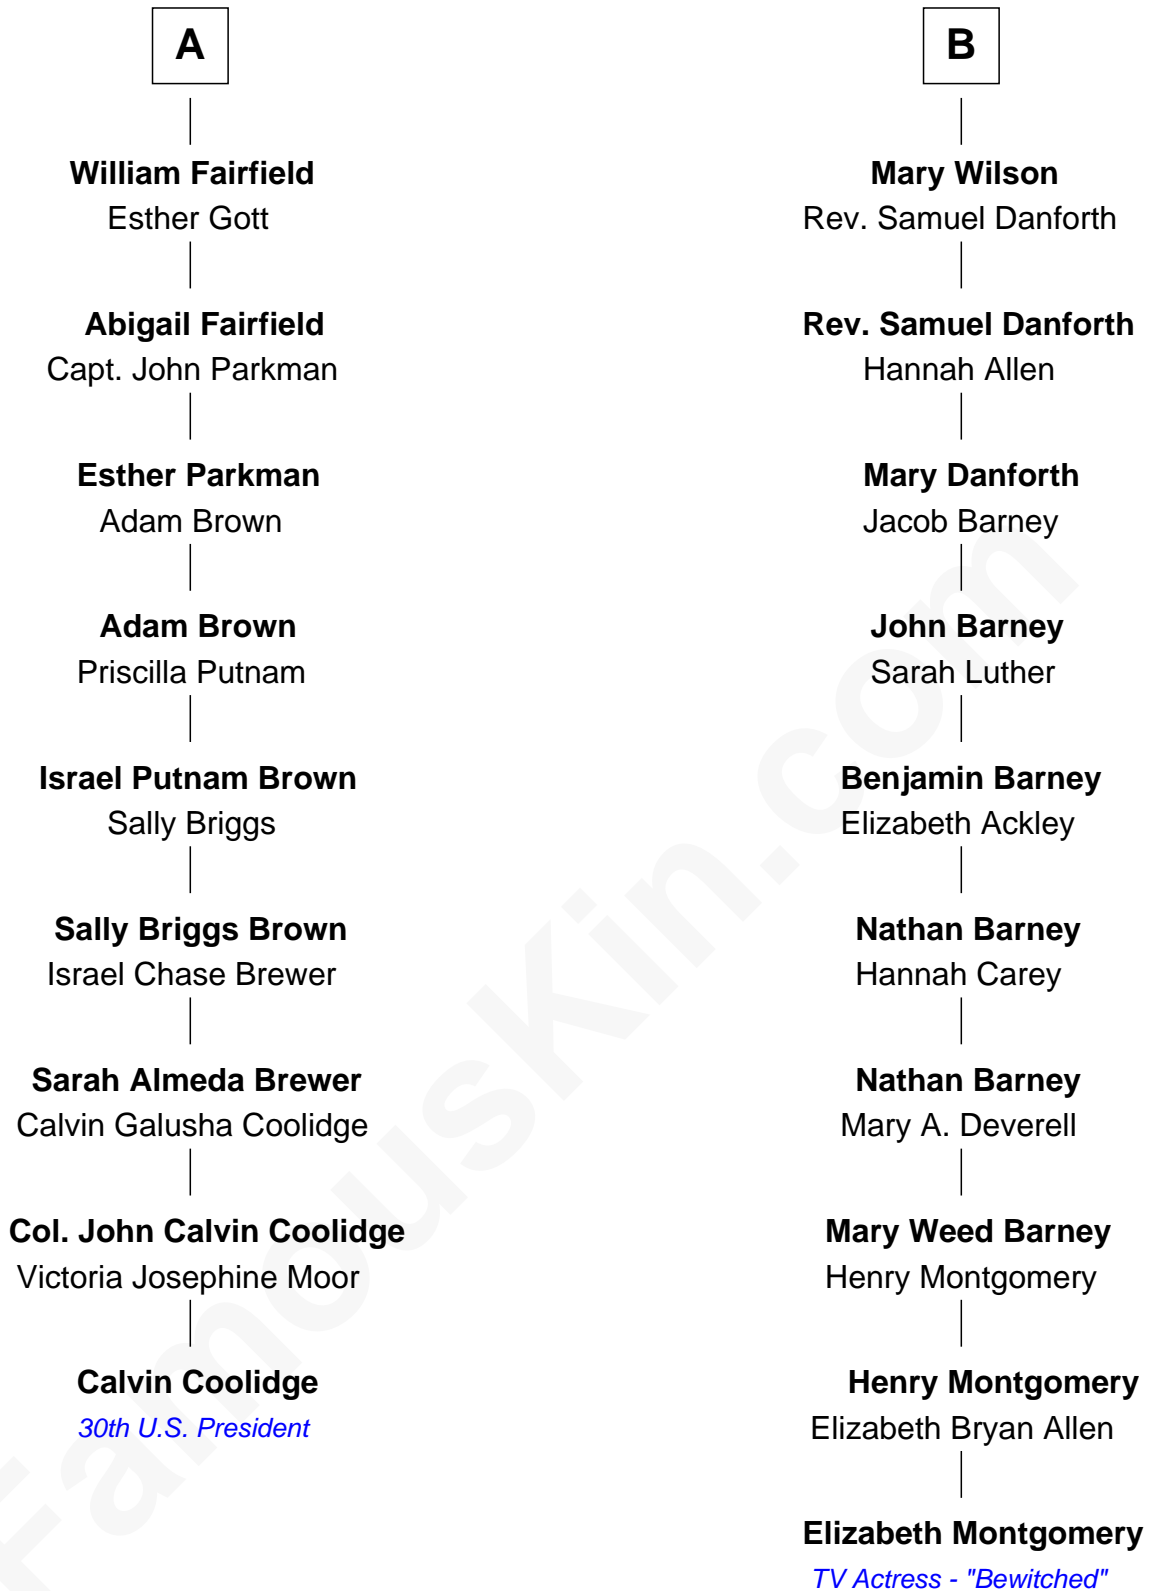 A
William Fairfield
Esther Gott
Abigail Fairfield
Capt. John Parkman
Esther Parkman
Adam Brown
Adam Brown
Priscilla Putnam
Israel Putnam Brown
Sally Briggs
Sally Briggs Brown
Israel Chase Brewer
Sarah Almeda Brewer
Calvin Galusha Coolidge
Col. John Calvin Coolidge
Victoria Josephine Moor
Calvin Coolidge
30th U.S. President
B
Mary Wilson
Rev. Samuel Danforth
Rev. Samuel Danforth
Hannah Allen
Mary Danforth
Jacob Barney
John Barney
Sarah Luther
Benjamin Barney
Elizabeth Ackley
Nathan Barney
Hannah Carey
Nathan Barney
Mary A. Deverell
Mary Weed Barney
Henry Montgomery
Henry Montgomery
Elizabeth Bryan Allen
Elizabeth Montgomery
TV Actress - "Bewitched"
FamousKin.com